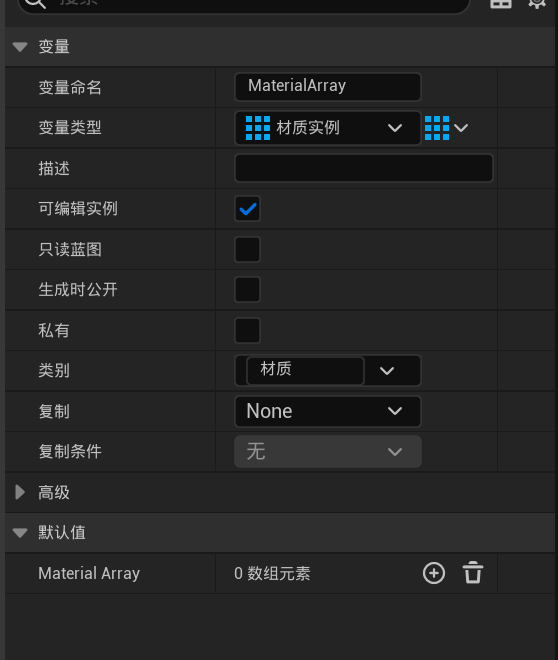 搜索
变量
变量命名 MaterialArray
变量类型 材质实例
描述
可编辑实例
只读蓝图
生成时公开
私有
类别 材质
复制 None
复制条件 无
高级
默认值
Material Array 0 数组元素